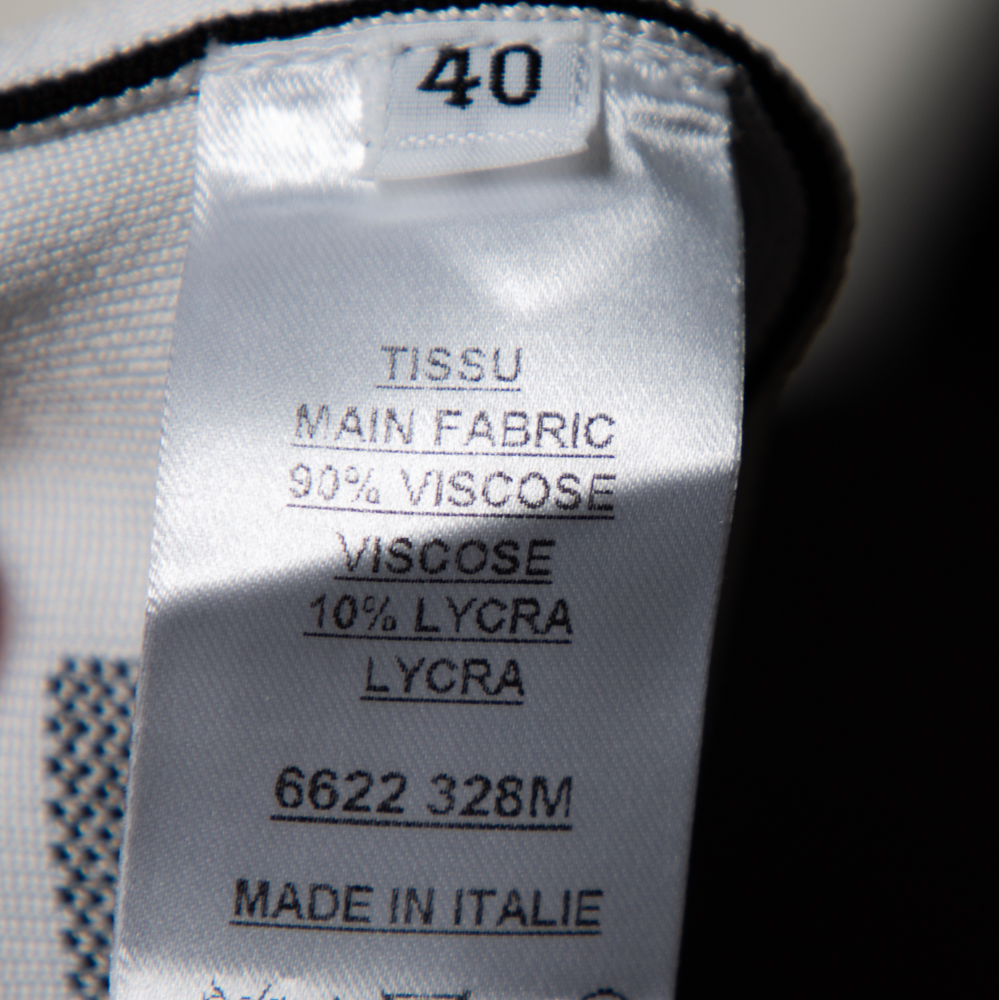 40
TISSU
MAIN FABRIC
90% VISCOSE
VISCOSE
10% LYCRA
LYCRA
6622 328M
MADE IN ITALIE